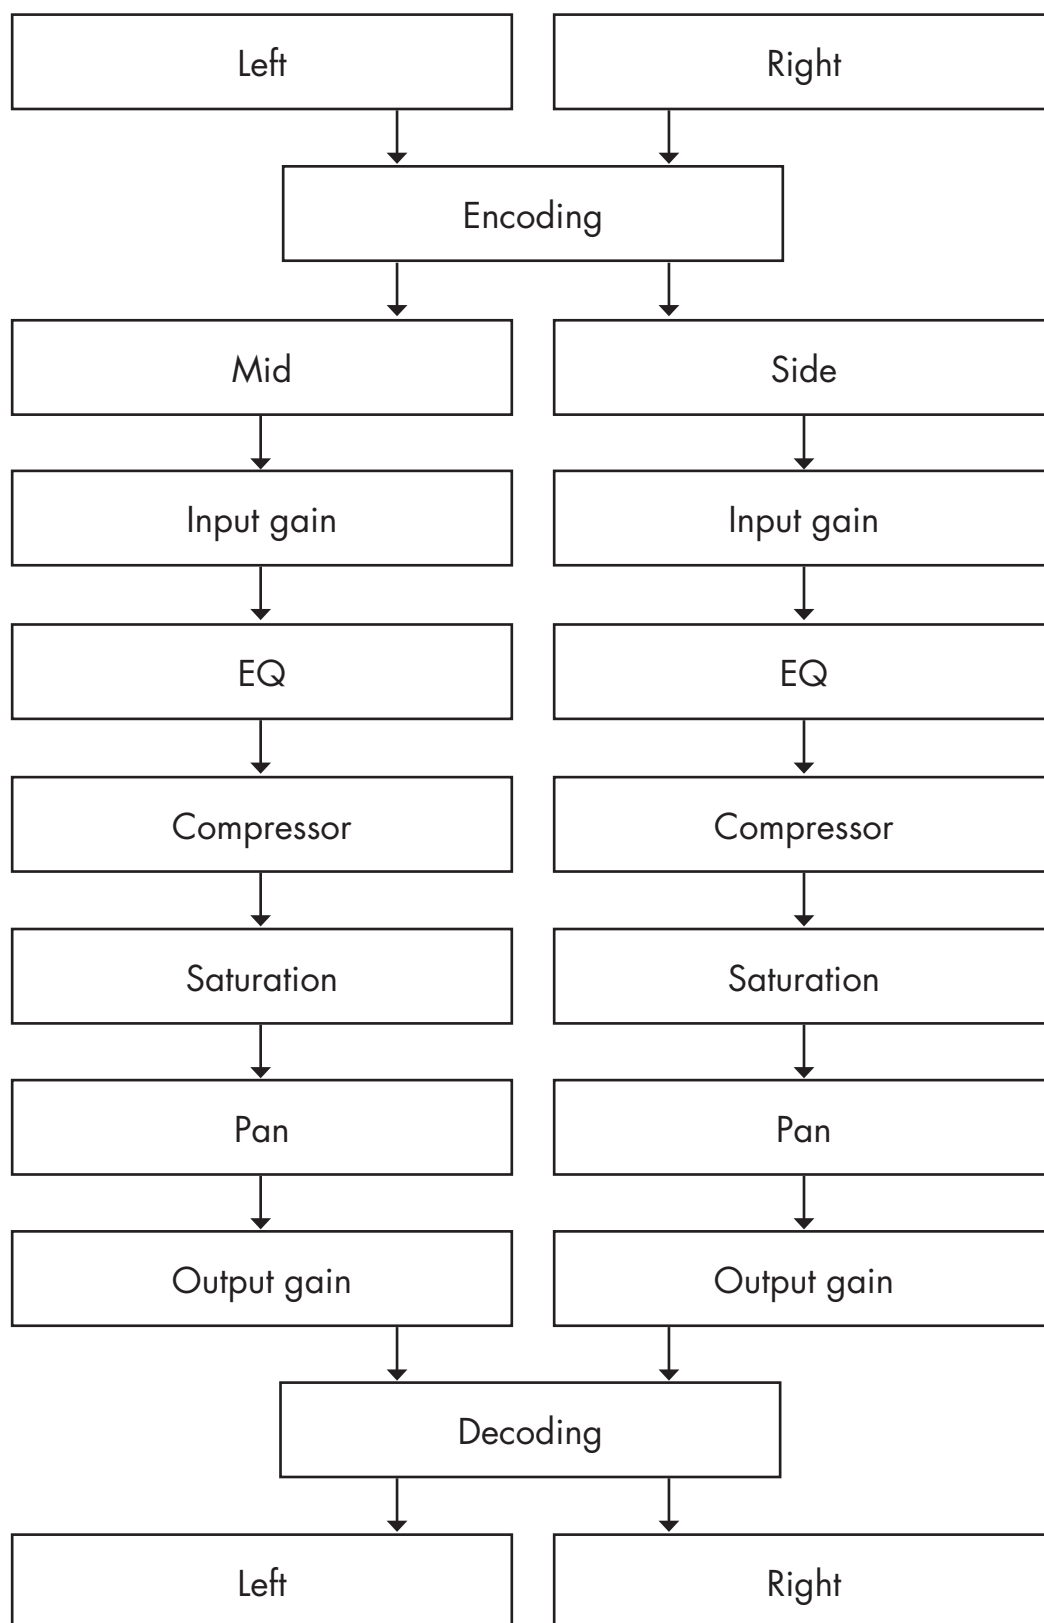 Left
Right
Encoding
Mid
Side
Input gain
Input gain
EQ
EQ
Compressor
Compressor
Saturation
Saturation
Pan
Pan
Output gain
Output gain
Decoding
Left
Right